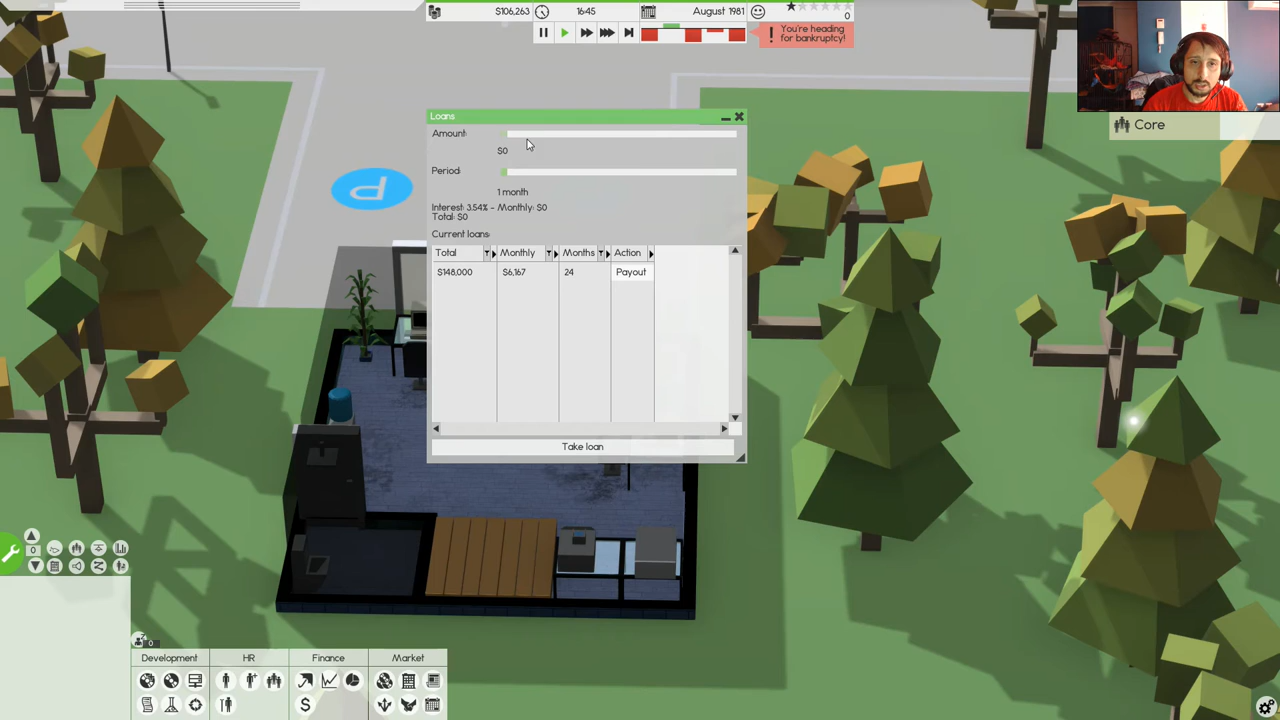 $106,263
16:45
August 1981
0
You're heading
for bankruptcy!
Core
Loans
Amount:
$0
Period:
1 month
Interest: 3.54% - Monthly: $0
Total: $0
Current loans:
Total Monthly Months Action
$148,000 $6,167 24 Payout
Take loan
P
0
0
Development HR Finance Market
$